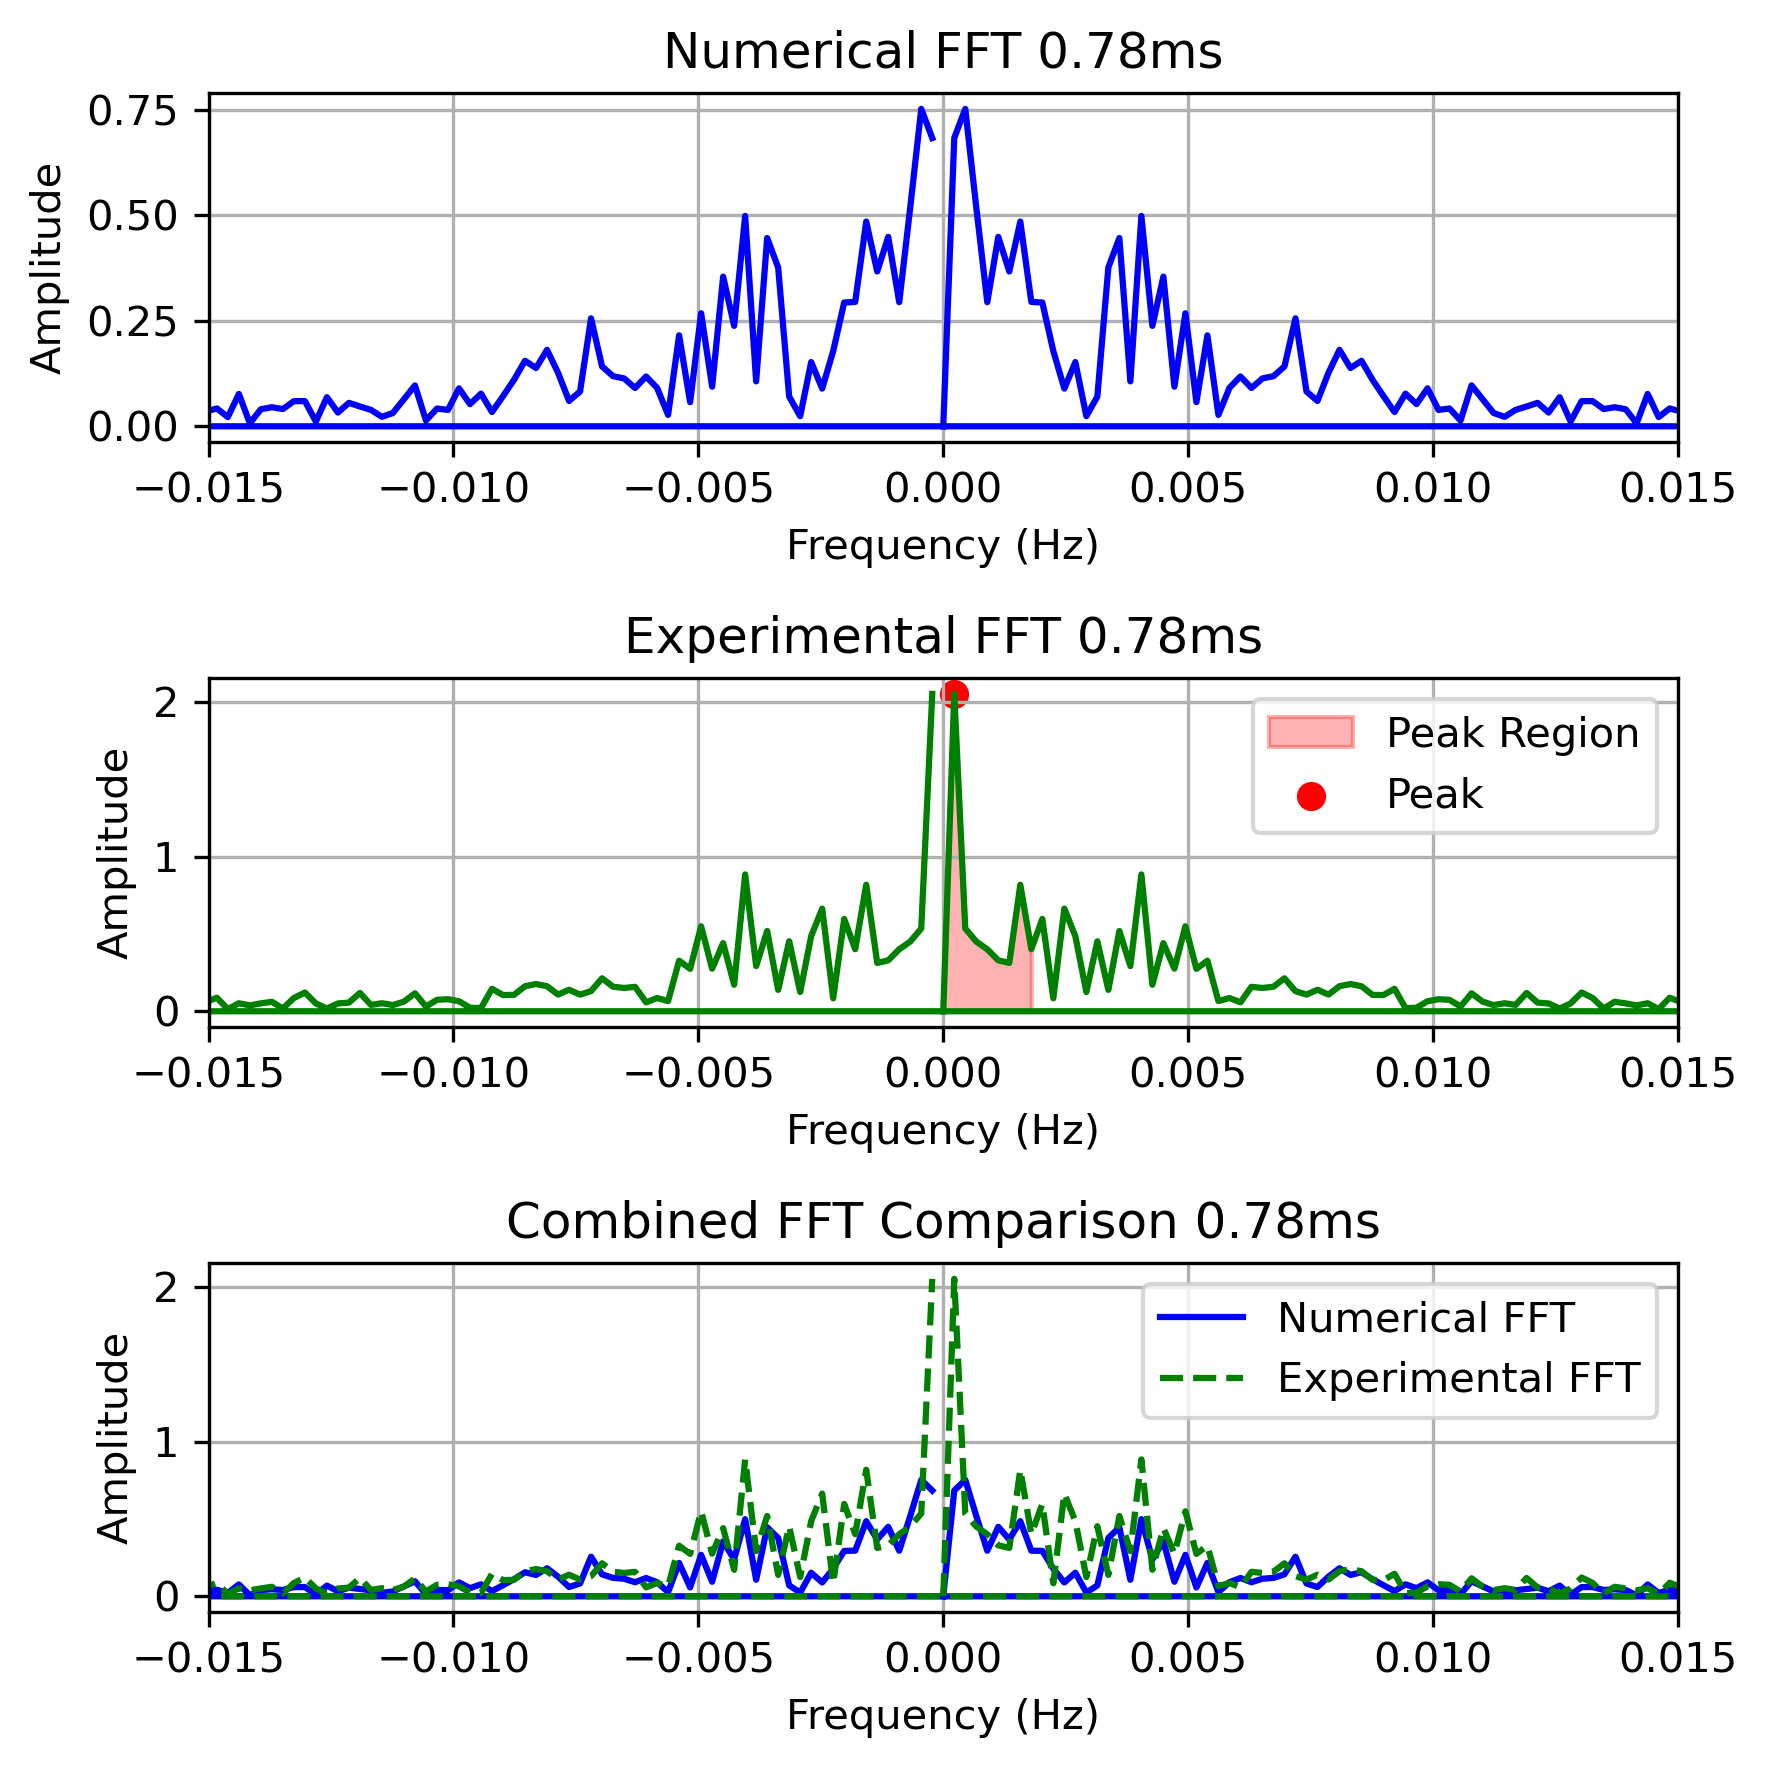 Numerical FFT 0.78ms
0.75
0.50
0.25
0.00
Amplitude
−0.015 −0.010 −0.005 0.000 0.005 0.010 0.015
Frequency (Hz)
Experimental FFT 0.78ms
2
1
0
Amplitude
Peak Region
Peak
−0.015 −0.010 −0.005 0.000 0.005 0.010 0.015
Frequency (Hz)
Combined FFT Comparison 0.78ms
2
1
0
Amplitude
Numerical FFT
Experimental FFT
−0.015 −0.010 −0.005 0.000 0.005 0.010 0.015
Frequency (Hz)